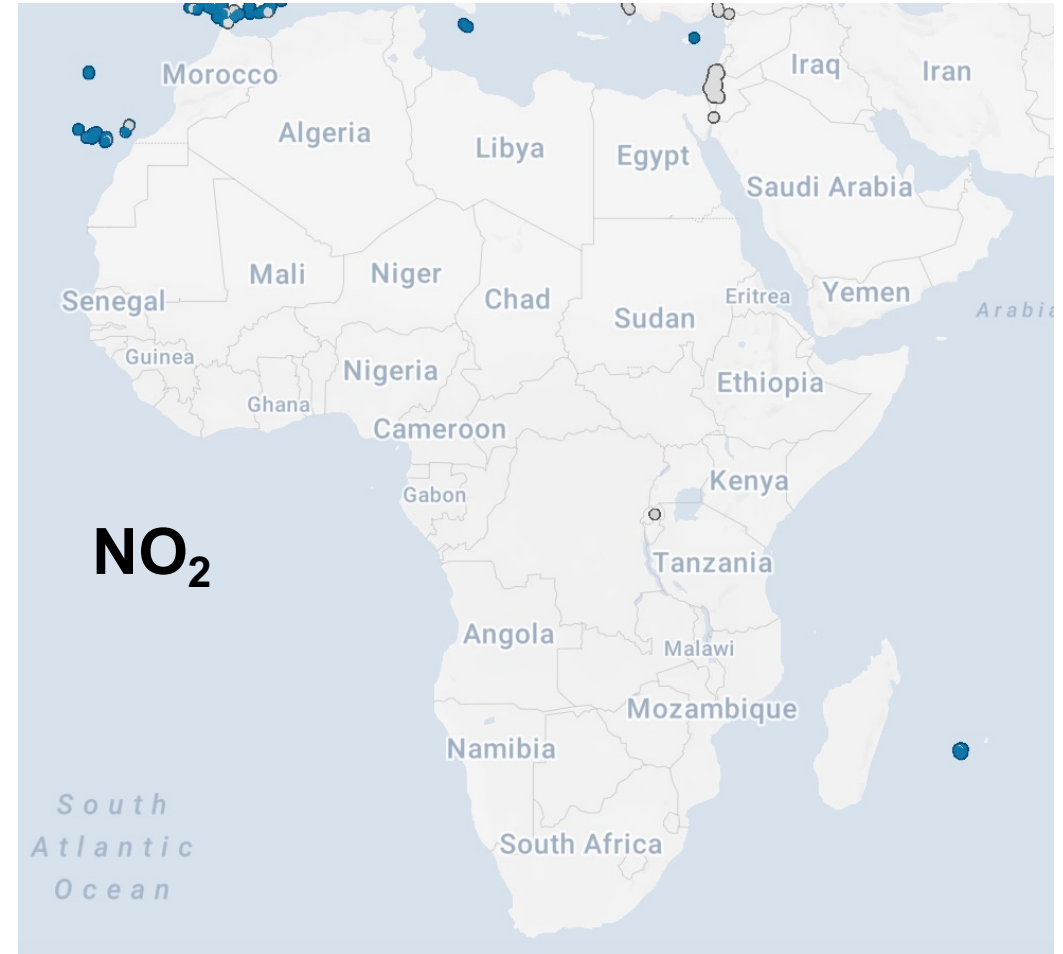 Morocco
Iraq
Iran
Algeria
Libya
Egypt
Saudi Arabia
Mali
Niger
Chad
Senegal
Eritrea
Yemen
Arabia
Sudan
Guinea
Nigeria
Ethiopia
Ghana
Cameroon
Kenya
Gabon
NO₂
Tanzania
Angola
Malawi
Mozambique
Namibia
South
Atlantic
Ocean
South Africa